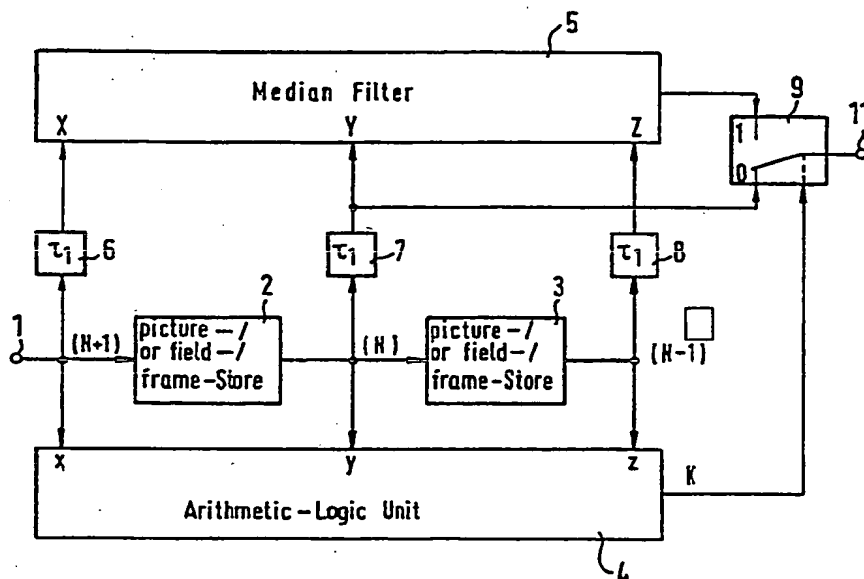 5
Median Filter
X Y Z
9
11
1
0
τ1 6
τ1 7
τ1 8
1
(N+1)
2
picture-/
or field-/
frame-Store
(N)
3
picture-/
or field-/
frame-Store
(N-1)
x y z
K
Arithmetic-Logic Unit
4